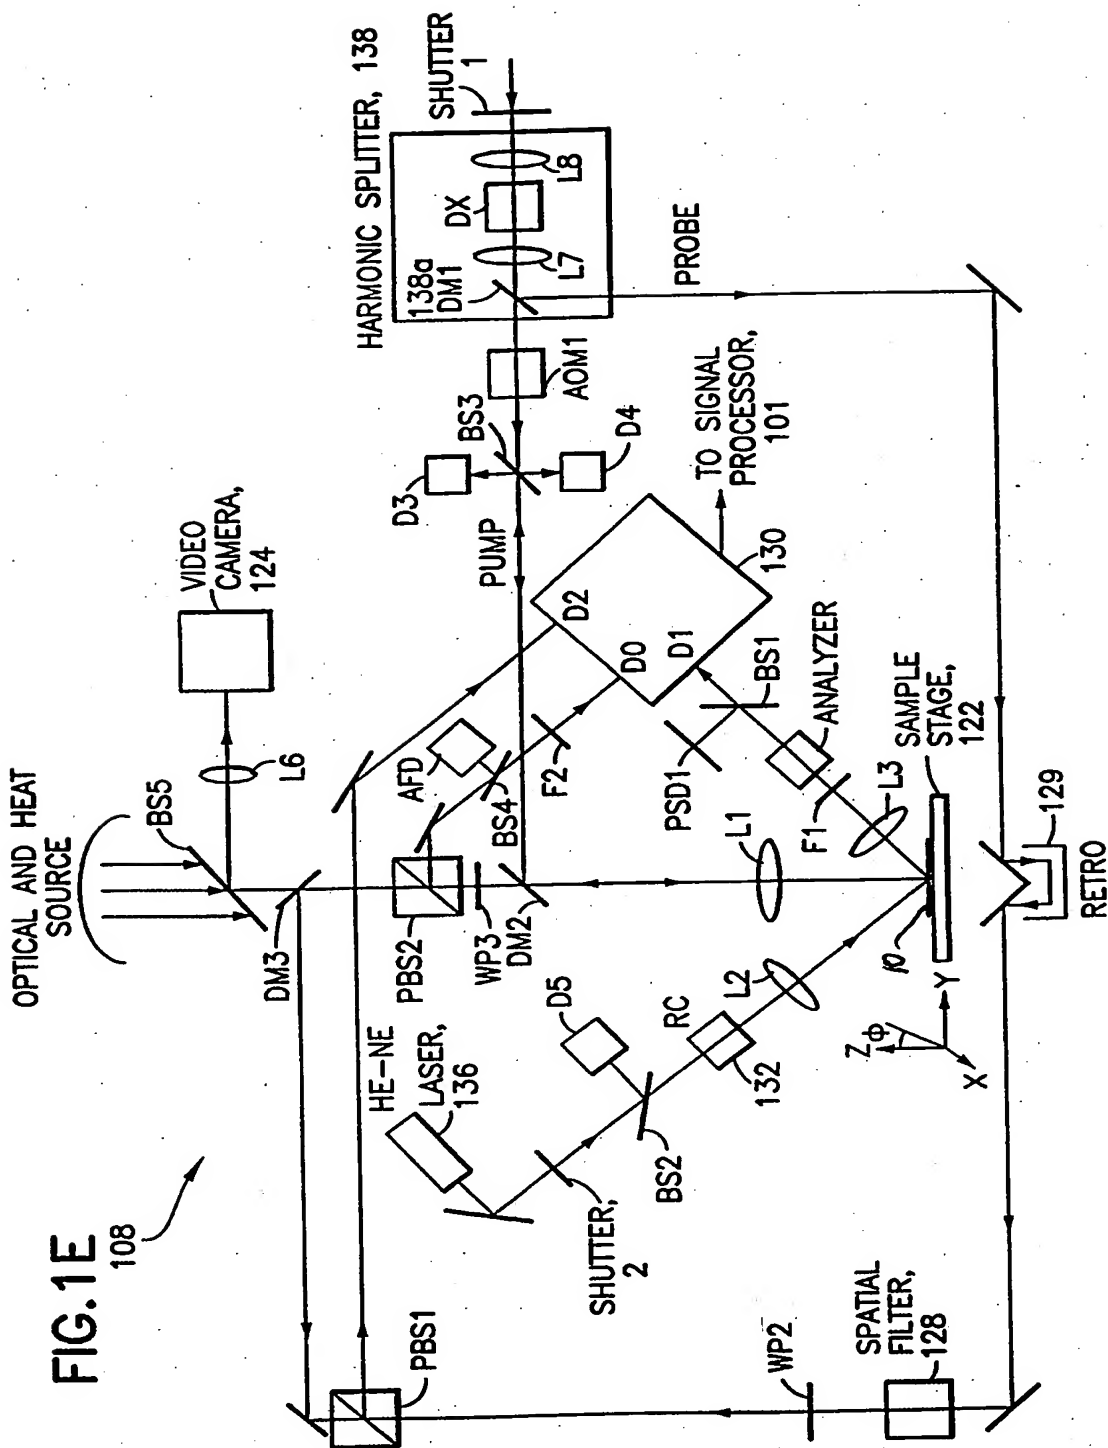 FIG.1E
108
OPTICAL AND HEAT
SOURCE
BS5
VIDEO
CAMERA,
124
L6
DM3
PBS2
WP3
DM2
AFD
BS4
F2
D2
D0
D1
130
TO SIGNAL
PROCESSOR,
101
PUMP
D3
BS3
D4
AOM1
HARMONIC SPLITTER, 138
138a
DM1
L7
DX
L8
SHUTTER
1
PROBE
HE-NE
LASER,
136
SHUTTER,
2
BS2
D5
RC
132
L2
L1
PSD1
BS1
ANALYZER
F1
L3
SAMPLE
STAGE,
122
10
Z
Φ
Y
X
129
RETRO
PBS1
WP2
SPATIAL
FILTER,
128